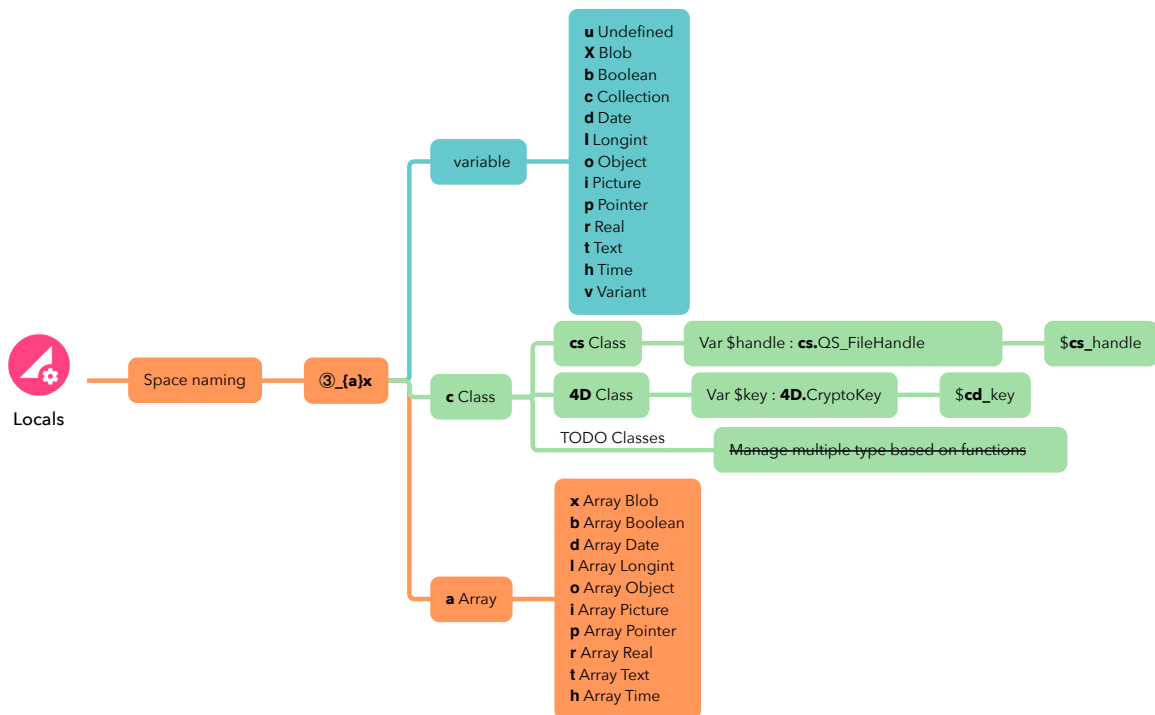 u Undefined
X Blob
b Boolean
c Collection
d Date
l Longint
o Object
i Picture
p Pointer
r Real
t Text
h Time
v Variant
variable
Locals
Space naming
③_{a}x
c Class
cs Class
Var $handle : cs.QS_FileHandle
$cs_handle
4D Class
Var $key : 4D.CryptoKey
$cd_key
TODO Classes
Manage multiple type based on functions
a Array
x Array Blob
b Array Boolean
d Array Date
l Array Longint
o Array Object
i Array Picture
p Array Pointer
r Array Real
t Array Text
h Array Time